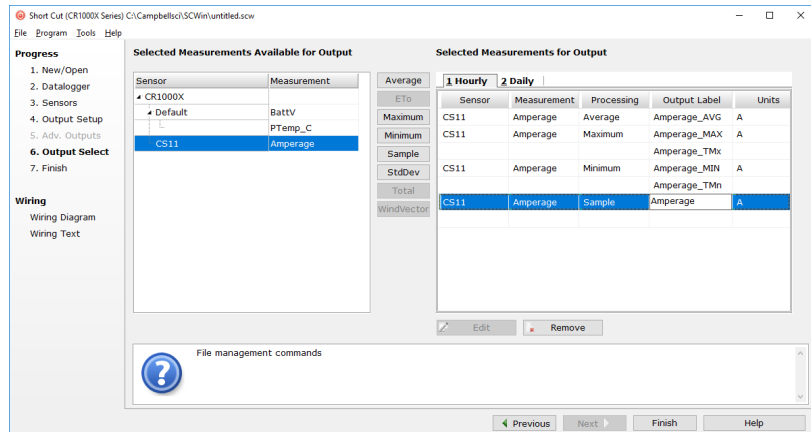 Short Cut (CR1000X Series) C:\Campbellsci\SCWin\untitled.scw
File Program Tools Help
Progress
1. New/Open
2. Datalogger
3. Sensors
4. Output Setup
5. Adv. Outputs
6. Output Select
7. Finish
Wiring
Wiring Diagram
Wiring Text
Selected Measurements Available for Output
Sensor Measurement
CR1000X
Default BattV
PTemp_C
CS11 Amperage
Average
ETo
Maximum
Minimum
Sample
StdDev
Total
WindVector
Selected Measurements for Output
1 Hourly 2 Daily
Sensor Measurement Processing Output Label Units
CS11 Amperage Average Amperage_AVG A
CS11 Amperage Maximum Amperage_MAX A
Amperage_TMx
CS11 Amperage Minimum Amperage_MIN A
Amperage_TMn
CS11 Amperage Sample Amperage A
Edit Remove
File management commands
Previous Next Finish Help